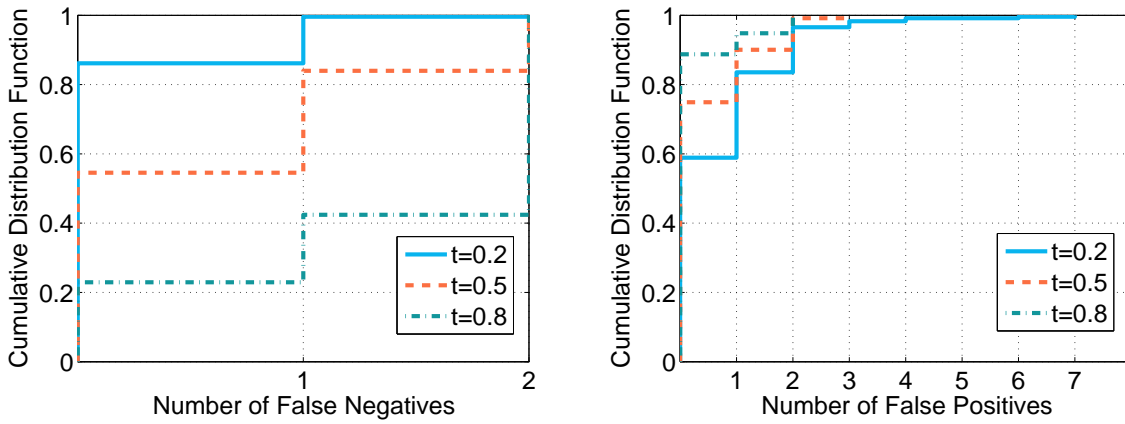 Cumulative Distribution Function
1
0.8
0.6
0.4
0.2
0
1
2
Number of False Negatives
t=0.2
t=0.5
t=0.8
Cumulative Distribution Function
1
0.8
0.6
0.4
0.2
0
1 2 3 4 5 6 7
Number of False Positives
t=0.2
t=0.5
t=0.8